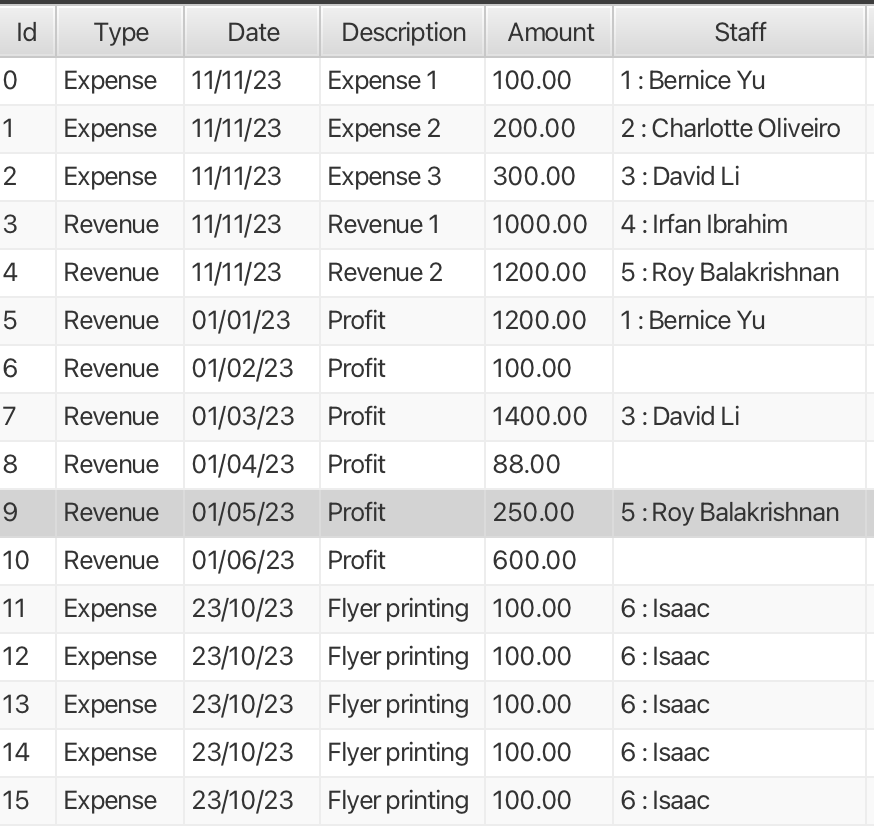 Id Type Date Description Amount Staff
0 Expense 11/11/23 Expense 1 100.00 1 : Bernice Yu
1 Expense 11/11/23 Expense 2 200.00 2 : Charlotte Oliveiro
2 Expense 11/11/23 Expense 3 300.00 3 : David Li
3 Revenue 11/11/23 Revenue 1 1000.00 4 : Irfan Ibrahim
4 Revenue 11/11/23 Revenue 2 1200.00 5 : Roy Balakrishnan
5 Revenue 01/01/23 Profit 1200.00 1 : Bernice Yu
6 Revenue 01/02/23 Profit 100.00
7 Revenue 01/03/23 Profit 1400.00 3 : David Li
8 Revenue 01/04/23 Profit 88.00
9 Revenue 01/05/23 Profit 250.00 5 : Roy Balakrishnan
10 Revenue 01/06/23 Profit 600.00
11 Expense 23/10/23 Flyer printing 100.00 6 : Isaac
12 Expense 23/10/23 Flyer printing 100.00 6 : Isaac
13 Expense 23/10/23 Flyer printing 100.00 6 : Isaac
14 Expense 23/10/23 Flyer printing 100.00 6 : Isaac
15 Expense 23/10/23 Flyer printing 100.00 6 : Isaac